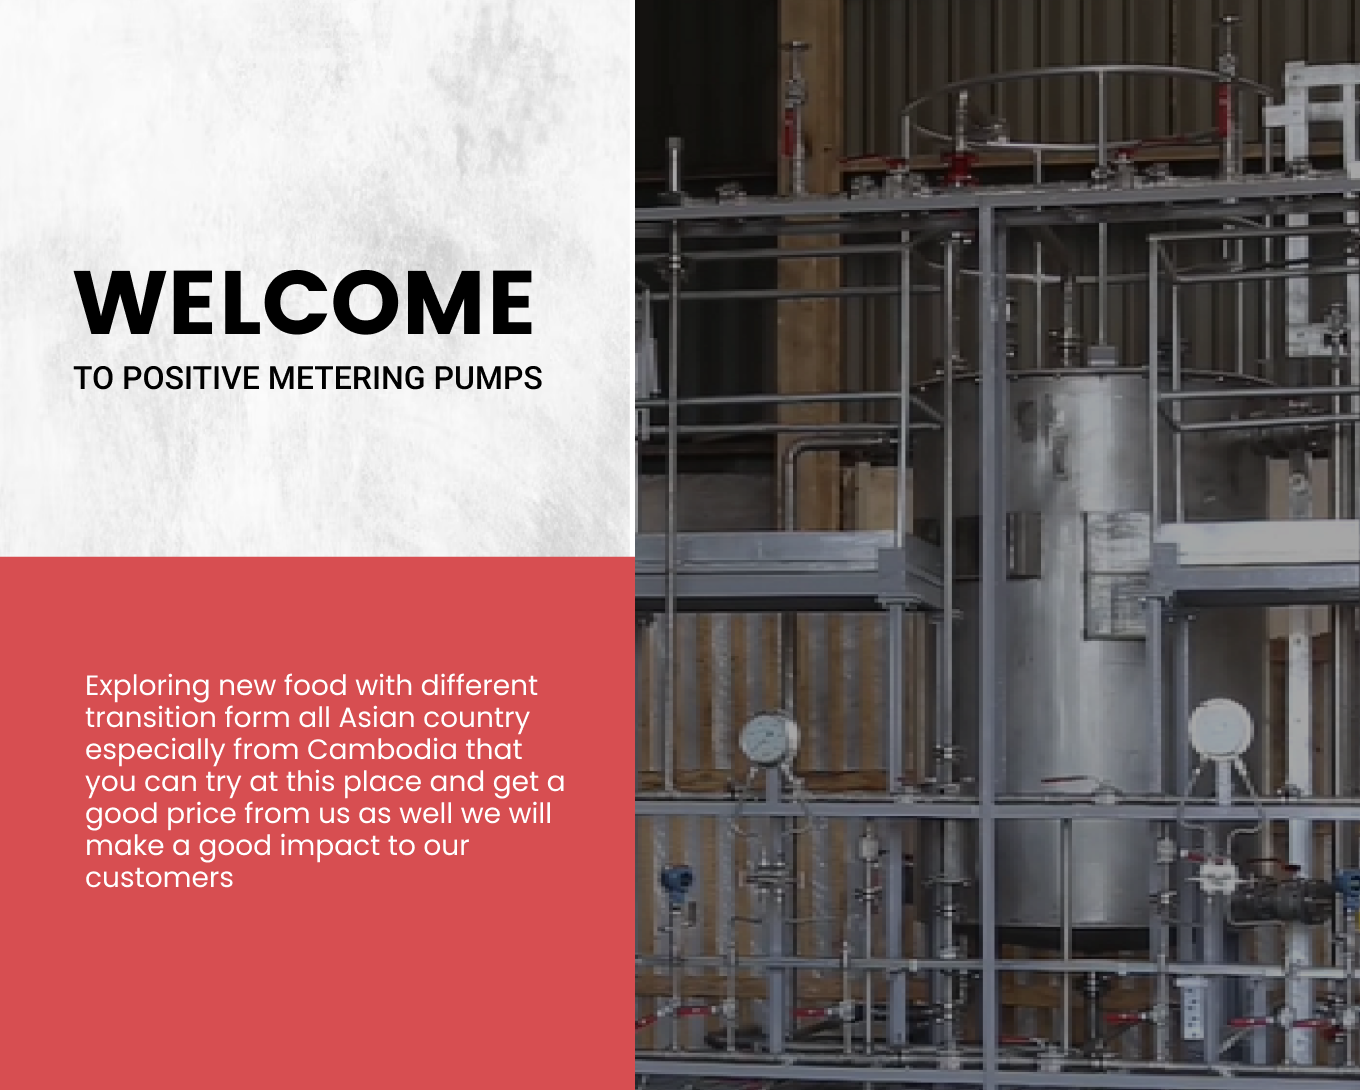 WELCOME
TO POSITIVE METERING PUMPS
Exploring new food with different
transition form all Asian country
especially from Cambodia that
you can try at this place and get a
good price from us as well we will
make a good impact to our
customers